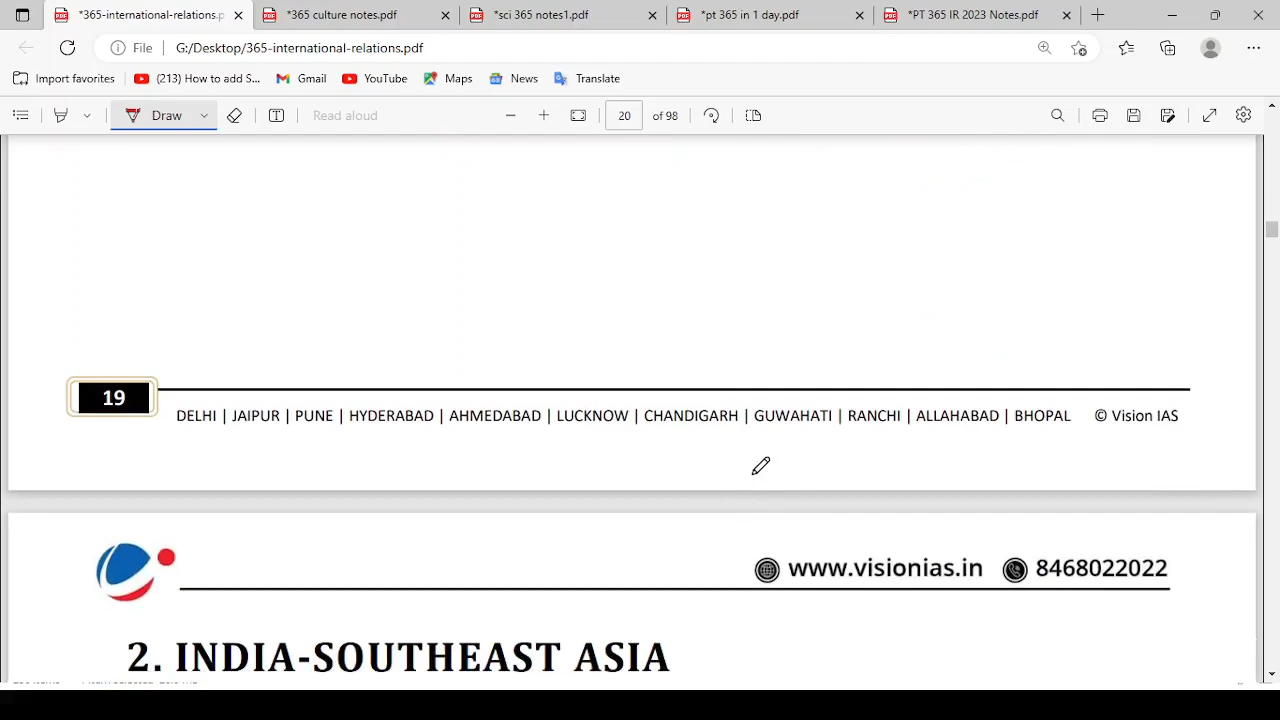 *365-international-relations.p
*365 culture notes.pdf
*sci 365 notes1.pdf
*pt 365 in 1 day.pdf
*PT 365 IR 2023 Notes.pdf
File
G:/Desktop/365-international-relations.pdf
Import favorites
(213) How to add S...
Gmail
YouTube
Maps
News
Translate
Draw
Read aloud
20
of 98
19
DELHI | JAIPUR | PUNE | HYDERABAD | AHMEDABAD | LUCKNOW | CHANDIGARH | GUWAHATI | RANCHI | ALLAHABAD | BHOPAL © Vision IAS
www.visionias.in 8468022022
2. INDIA-SOUTHEAST ASIA